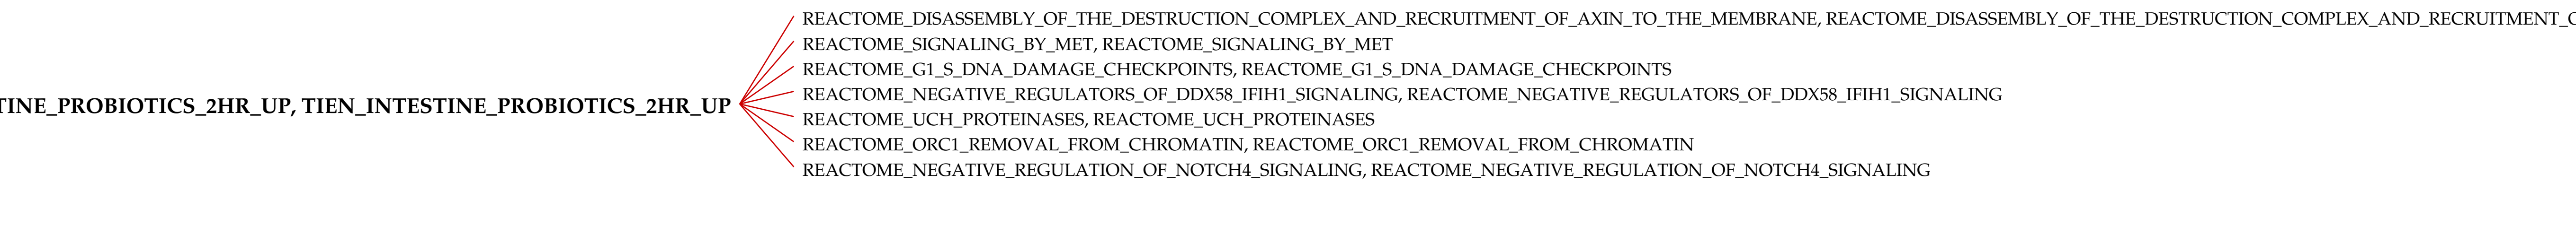 REACTOME_DISASSEMBLY_OF_THE_DESTRUCTION_COMPLEX_AND_RECRUITMENT_OF_AXIN_TO_THE_MEMBRANE, REACTOME_DISASSEMBLY_OF_THE_DESTRUCTION_COMPLEX_AND_RECRUITMENT_
REACTOME_SIGNALING_BY_MET, REACTOME_SIGNALING_BY_MET
REACTOME_G1_S_DNA_DAMAGE_CHECKPOINTS, REACTOME_G1_S_DNA_DAMAGE_CHECKPOINTS
REACTOME_NEGATIVE_REGULATORS_OF_DDX58_IFIH1_SIGNALING, REACTOME_NEGATIVE_REGULATORS_OF_DDX58_IFIH1_SIGNALING
TINE_PROBIOTICS_2HR_UP, TIEN_INTESTINE_PROBIOTICS_2HR_UP
REACTOME_UCH_PROTEINASES, REACTOME_UCH_PROTEINASES
REACTOME_ORC1_REMOVAL_FROM_CHROMATIN, REACTOME_ORC1_REMOVAL_FROM_CHROMATIN
REACTOME_NEGATIVE_REGULATION_OF_NOTCH4_SIGNALING, REACTOME_NEGATIVE_REGULATION_OF_NOTCH4_SIGNALING